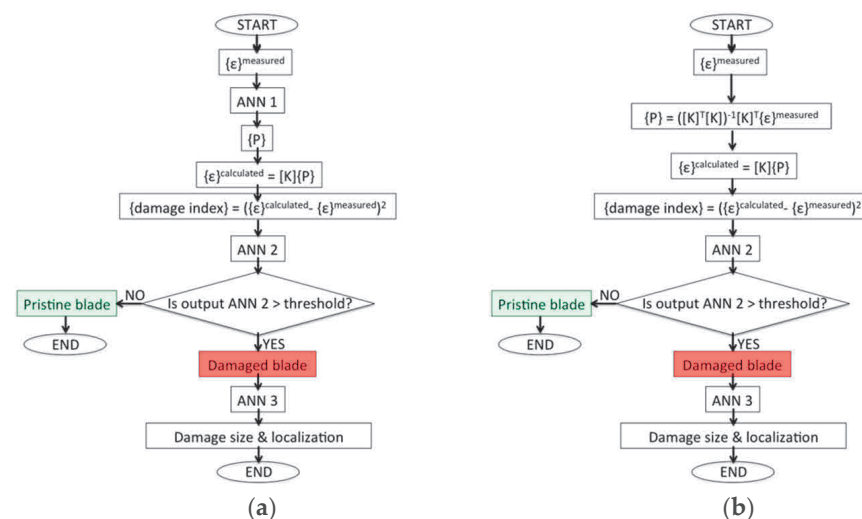 START
{ε}measured
ANN 1
{P}
{ε}calculated = [K]{P}
{damage index} = ({ε}calculated- {ε}measured)2
ANN 2
Is output ANN 2 > threshold?
NO
Pristine blade
END
YES
Damaged blade
ANN 3
Damage size & localization
END
(a)
START
{ε}measured
{P} = ([K]T[K])-1[K]T{ε}measured
{ε}calculated = [K]{P}
{damage index} = ({ε}calculated- {ε}measured)2
ANN 2
Is output ANN 2 > threshold?
NO
Pristine blade
END
YES
Damaged blade
ANN 3
Damage size & localization
END
(b)